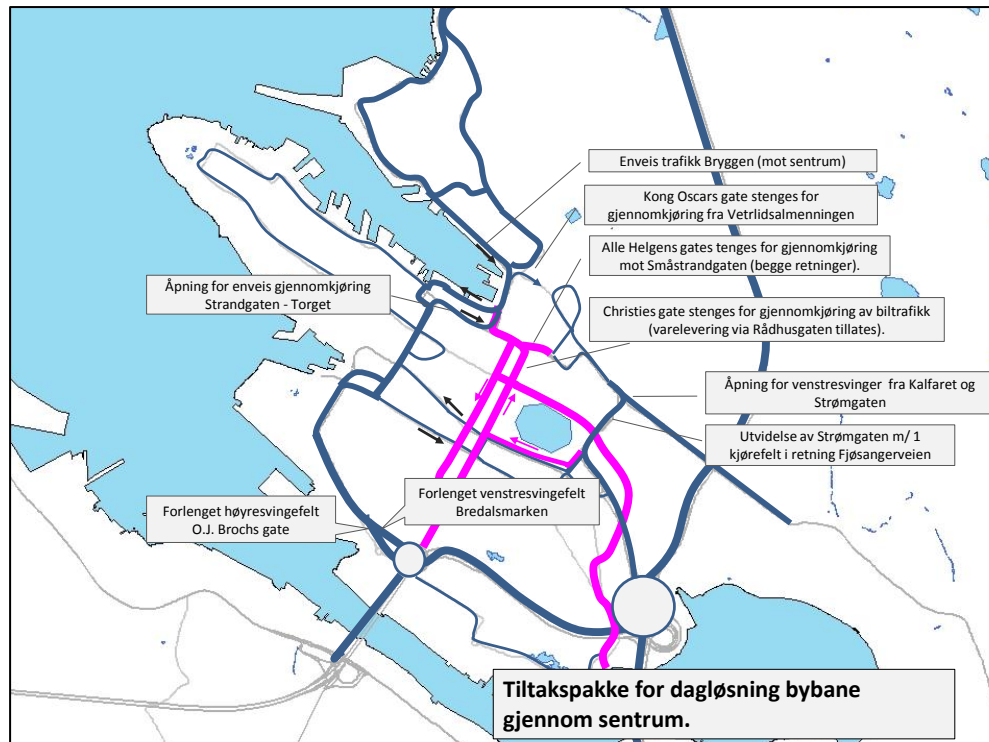 Enveis trafikk Bryggen (mot sentrum)
Kong Oscars gate stenges for
gjennomkjøring fra Vetrlidsalmenningen
Alle Helgens gates tenges for gjennomkjøring
mot Småstrandgaten (begge retninger).
Åpning for enveis gjennomkjøring
Strandgaten - Torget
Christies gate stenges for gjennomkjøring av biltrafikk
(varelevering via Rådhusgaten tillates).
Åpning for venstresvinger fra Kalfaret og
Strømgaten
Utvidelse av Strømgaten m/ 1
kjørefelt i retning Fjøsangerveien
Forlenget venstresvingefelt
Bredalsmarken
Forlenget høyresvingefelt
O.J. Brochs gate
Tiltakspakke for dagløsning bybane
gjennom sentrum.